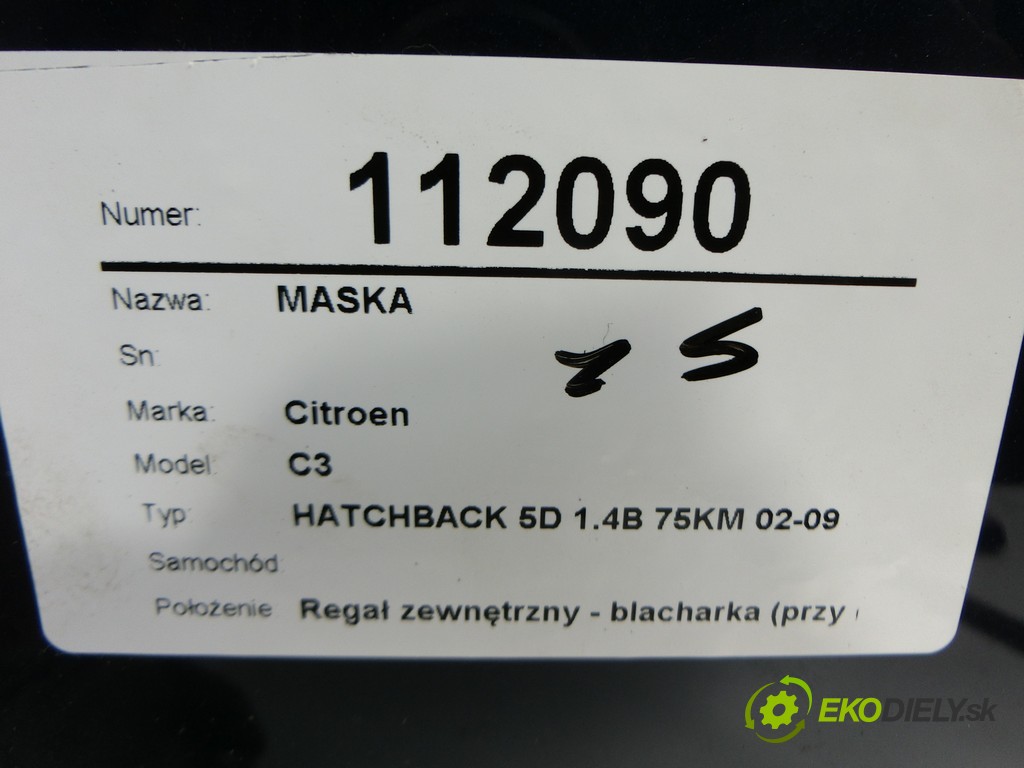 Numer: 112090
Nazwa: MASKA
Sn:
Marka: Citroen
Model: C3
Typ: HATCHBACK 5D 1.4B 75KM 02-09
Samochód
Położenie Regał zewnętrzny - blacharka (przy
EKODIELY.sk